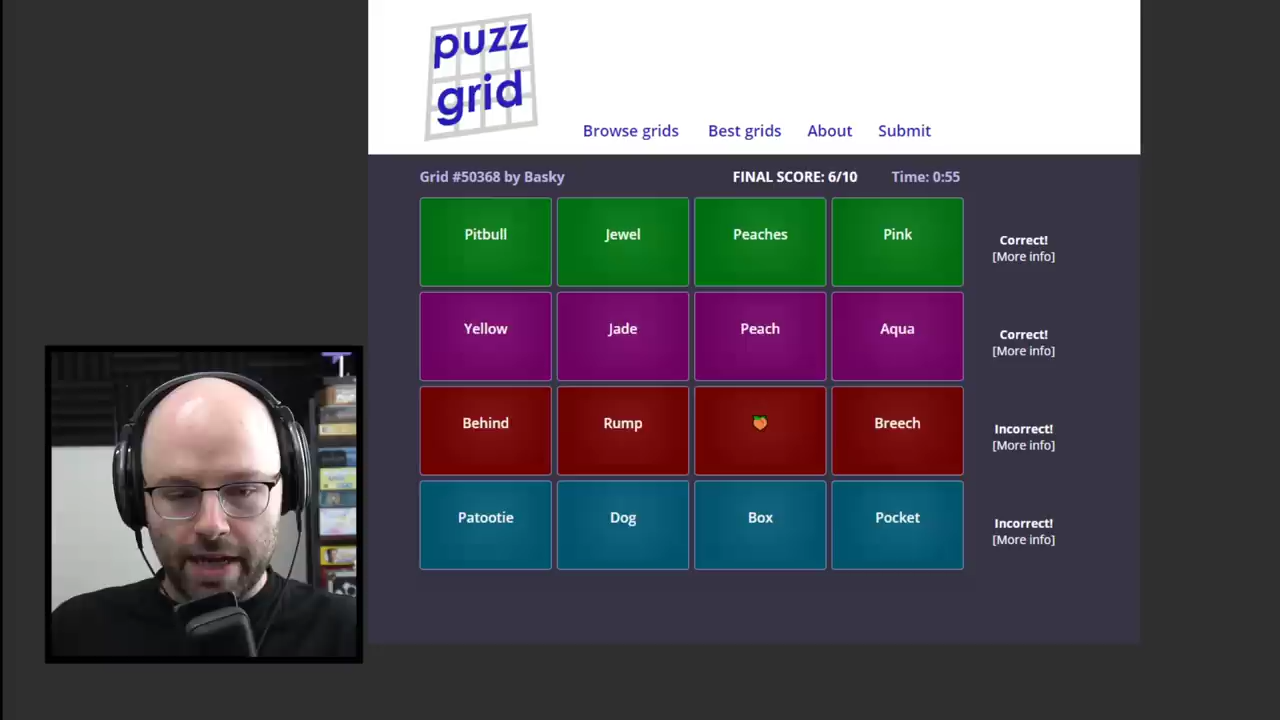 puzz
grid
Browse grids Best grids About Submit
Grid #50368 by Basky FINAL SCORE: 6/10 Time: 0:55
Pitbull Jewel Peaches Pink Correct!
[More info]
Yellow Jade Peach Aqua Correct!
[More info]
Behind Rump 🍑 Breech Incorrect!
[More info]
Patootie Dog Box Pocket Incorrect!
[More info]